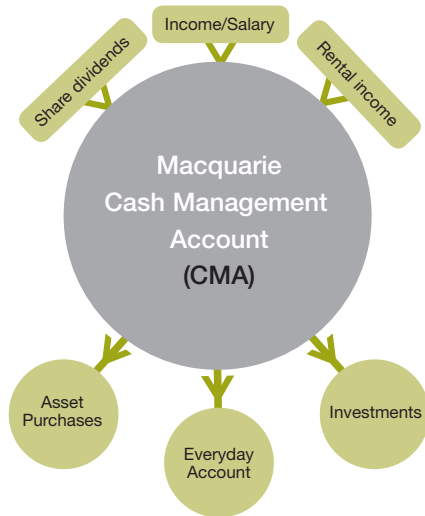 Share dividends
Income/Salary
Rental income
Macquarie
Cash Management
Account
(CMA)
Asset
Purchases
Everyday
Account
Investments